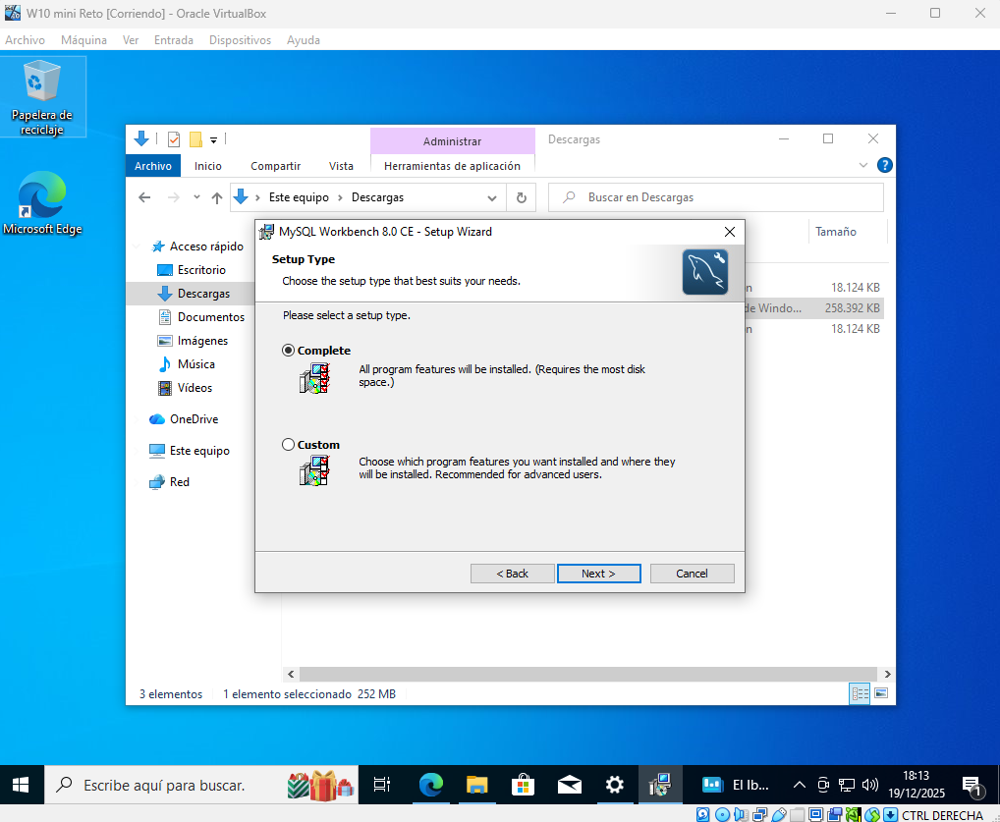 W10 mini Reto [Corriendo] - Oracle VirtualBox
Archivo Máquina Ver Entrada Dispositivos Ayuda
Papelera de
reciclaje
Microsoft Edge
Administrar
Descargas
Archivo Inicio Compartir Vista Herramientas de aplicación
Este equipo > Descargas
Buscar en Descargas
Tamaño
Acceso rápido
Escritorio
Descargas
Documentos
Imágenes
Música
Vídeos
OneDrive
Este equipo
Red
n 18.124 KB
de Windo... 258.392 KB
n 18.124 KB
MySQL Workbench 8.0 CE - Setup Wizard
Setup Type
Choose the setup type that best suits your needs.
Please select a setup type.
Complete
All program features will be installed. (Requires the most disk
space.)
Custom
Choose which program features you want installed and where they
will be installed. Recommended for advanced users.
< Back
Next >
Cancel
3 elementos 1 elemento seleccionado 252 MB
Escribe aquí para buscar.
El Ib...
18:13
19/12/2025
1
CTRL DERECHA